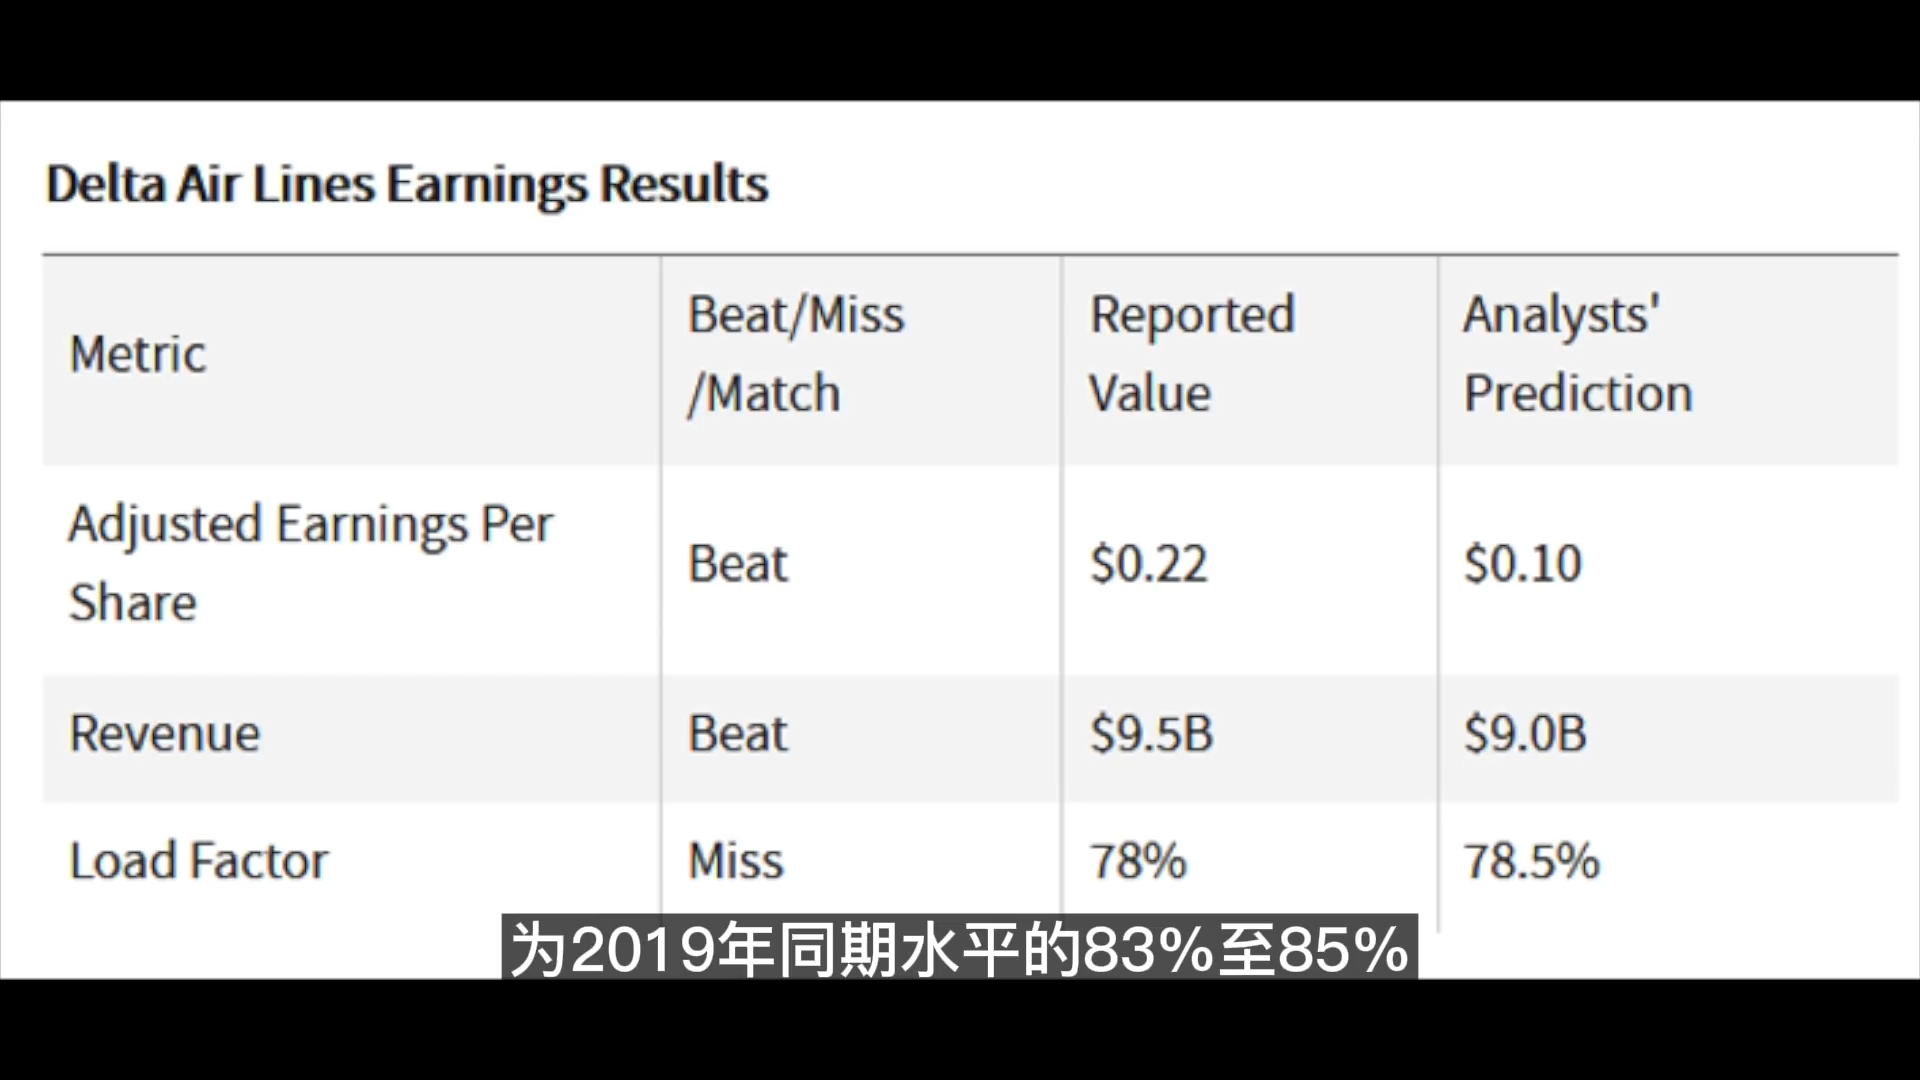 Delta Air Lines Earnings Results
Metric
Beat/Miss
/Match
Reported
Value
Analysts'
Prediction
Adjusted Earnings Per
Share
Beat
$0.22
$0.10
Revenue
Beat
$9.5B
$9.0B
Load Factor
Miss
78%
78.5%
为2019年同期水平的83%至85%